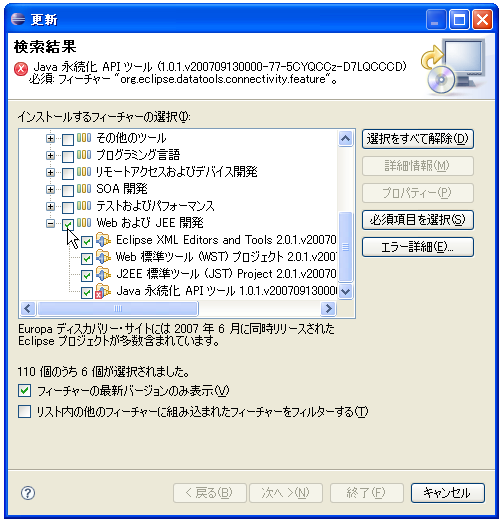 更新
検索結果
Java 永続化 API ツール (1.0.1.v200709130000-77-5CYQCCz-D7LQCCCD)
必須: フィーチャー "org.eclipse.datatools.connectivity.feature"。
インストールするフィーチャーの選択(I):
その他のツール
プログラミング言語
リモートアクセスおよびデバイス開発
SOA 開発
テストおよびパフォーマンス
Web および JEE 開発
Eclipse XML Editors and Tools 2.0.1.v20070
Web 標準ツール (WST) プロジェクト 2.0.1.v2007
J2EE 標準ツール (JST) Project 2.0.1.v20070
Java 永続化 API ツール 1.0.1.v200709130000
選択をすべて解除(D)
詳細情報(M)
プロパティー(P)
必須項目を選択(S)
エラー詳細(E)...
Europa ディスカバリー・サイトには 2007 年 6 月に同時リリースされた
Eclipse プロジェクトが多数含まれています。
110 個のうち 6 個が選択されました。
フィーチャーの最新バージョンのみ表示(V)
リスト内の他のフィーチャーに組み込まれたフィーチャーをフィルターする(T)
?
< 戻る(B)
次へ >(N)
終了(F)
キャンセル